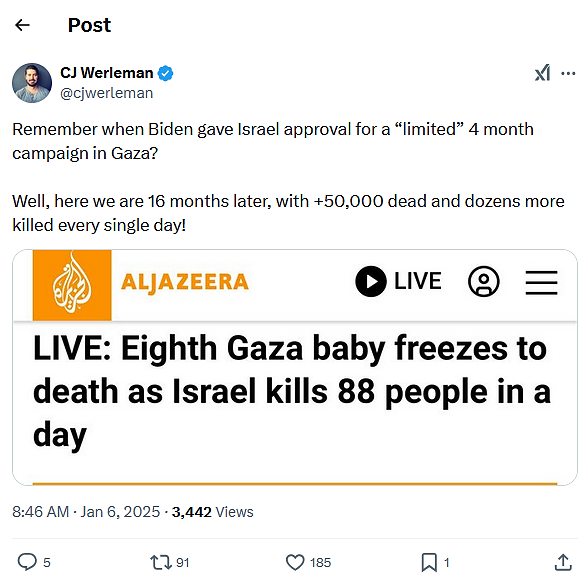 Post
CJ Werleman
@cjwerleman
Remember when Biden gave Israel approval for a “limited” 4 month
campaign in Gaza?
Well, here we are 16 months later, with +50,000 dead and dozens more
killed every single day!
ALJAZEERA
LIVE
LIVE: Eighth Gaza baby freezes to
death as Israel kills 88 people in a
day
8:46 AM · Jan 6, 2025 · 3,442 Views
5 91 185 1